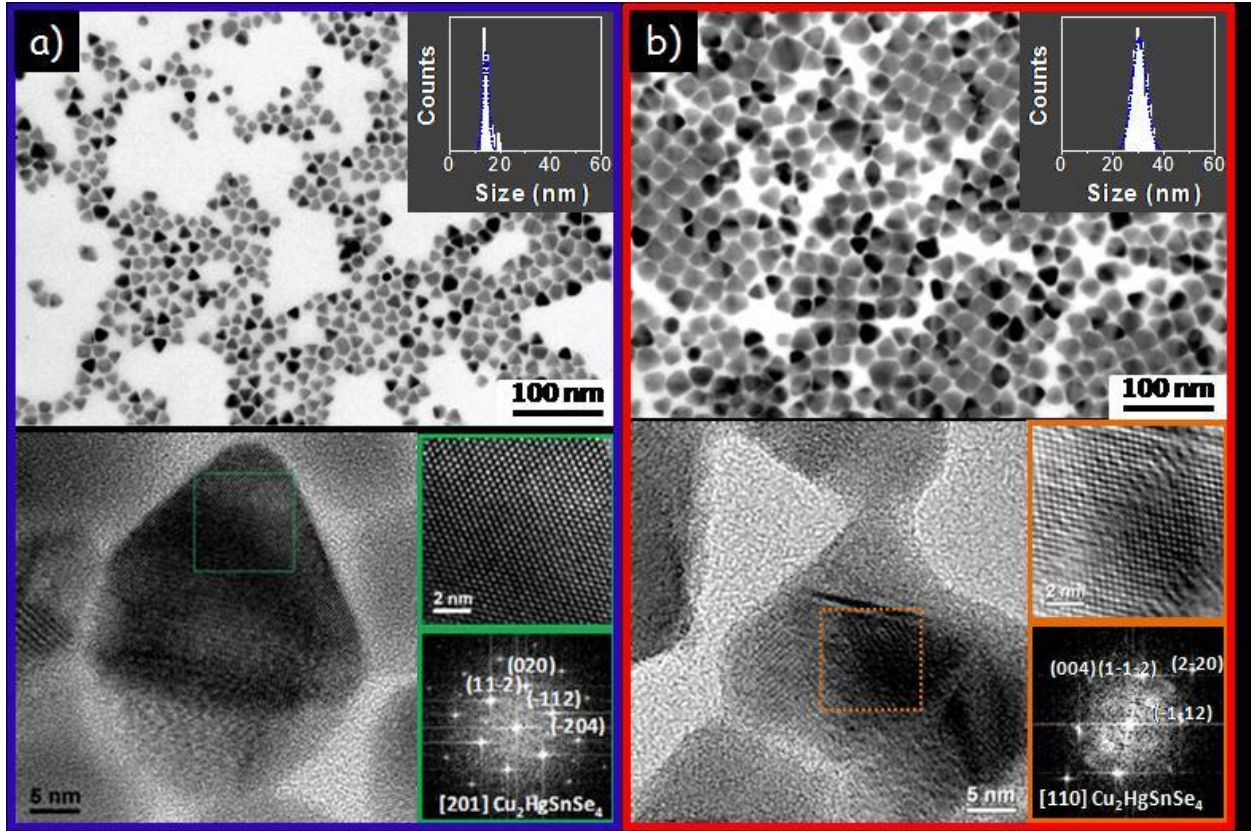 a)
Counts
0 20 40 60
Size (nm)
100 nm
5 nm
2 nm
(020)
(11-2)
(-112)
(-204)
[201] Cu₂HgSnSe₄
b)
Counts
0 20 40 60
Size (nm)
100 nm
5 nm
2 nm
(004) (1-1-2) (2-20)
(-1-12)
[110] Cu₂HgSnSe₄